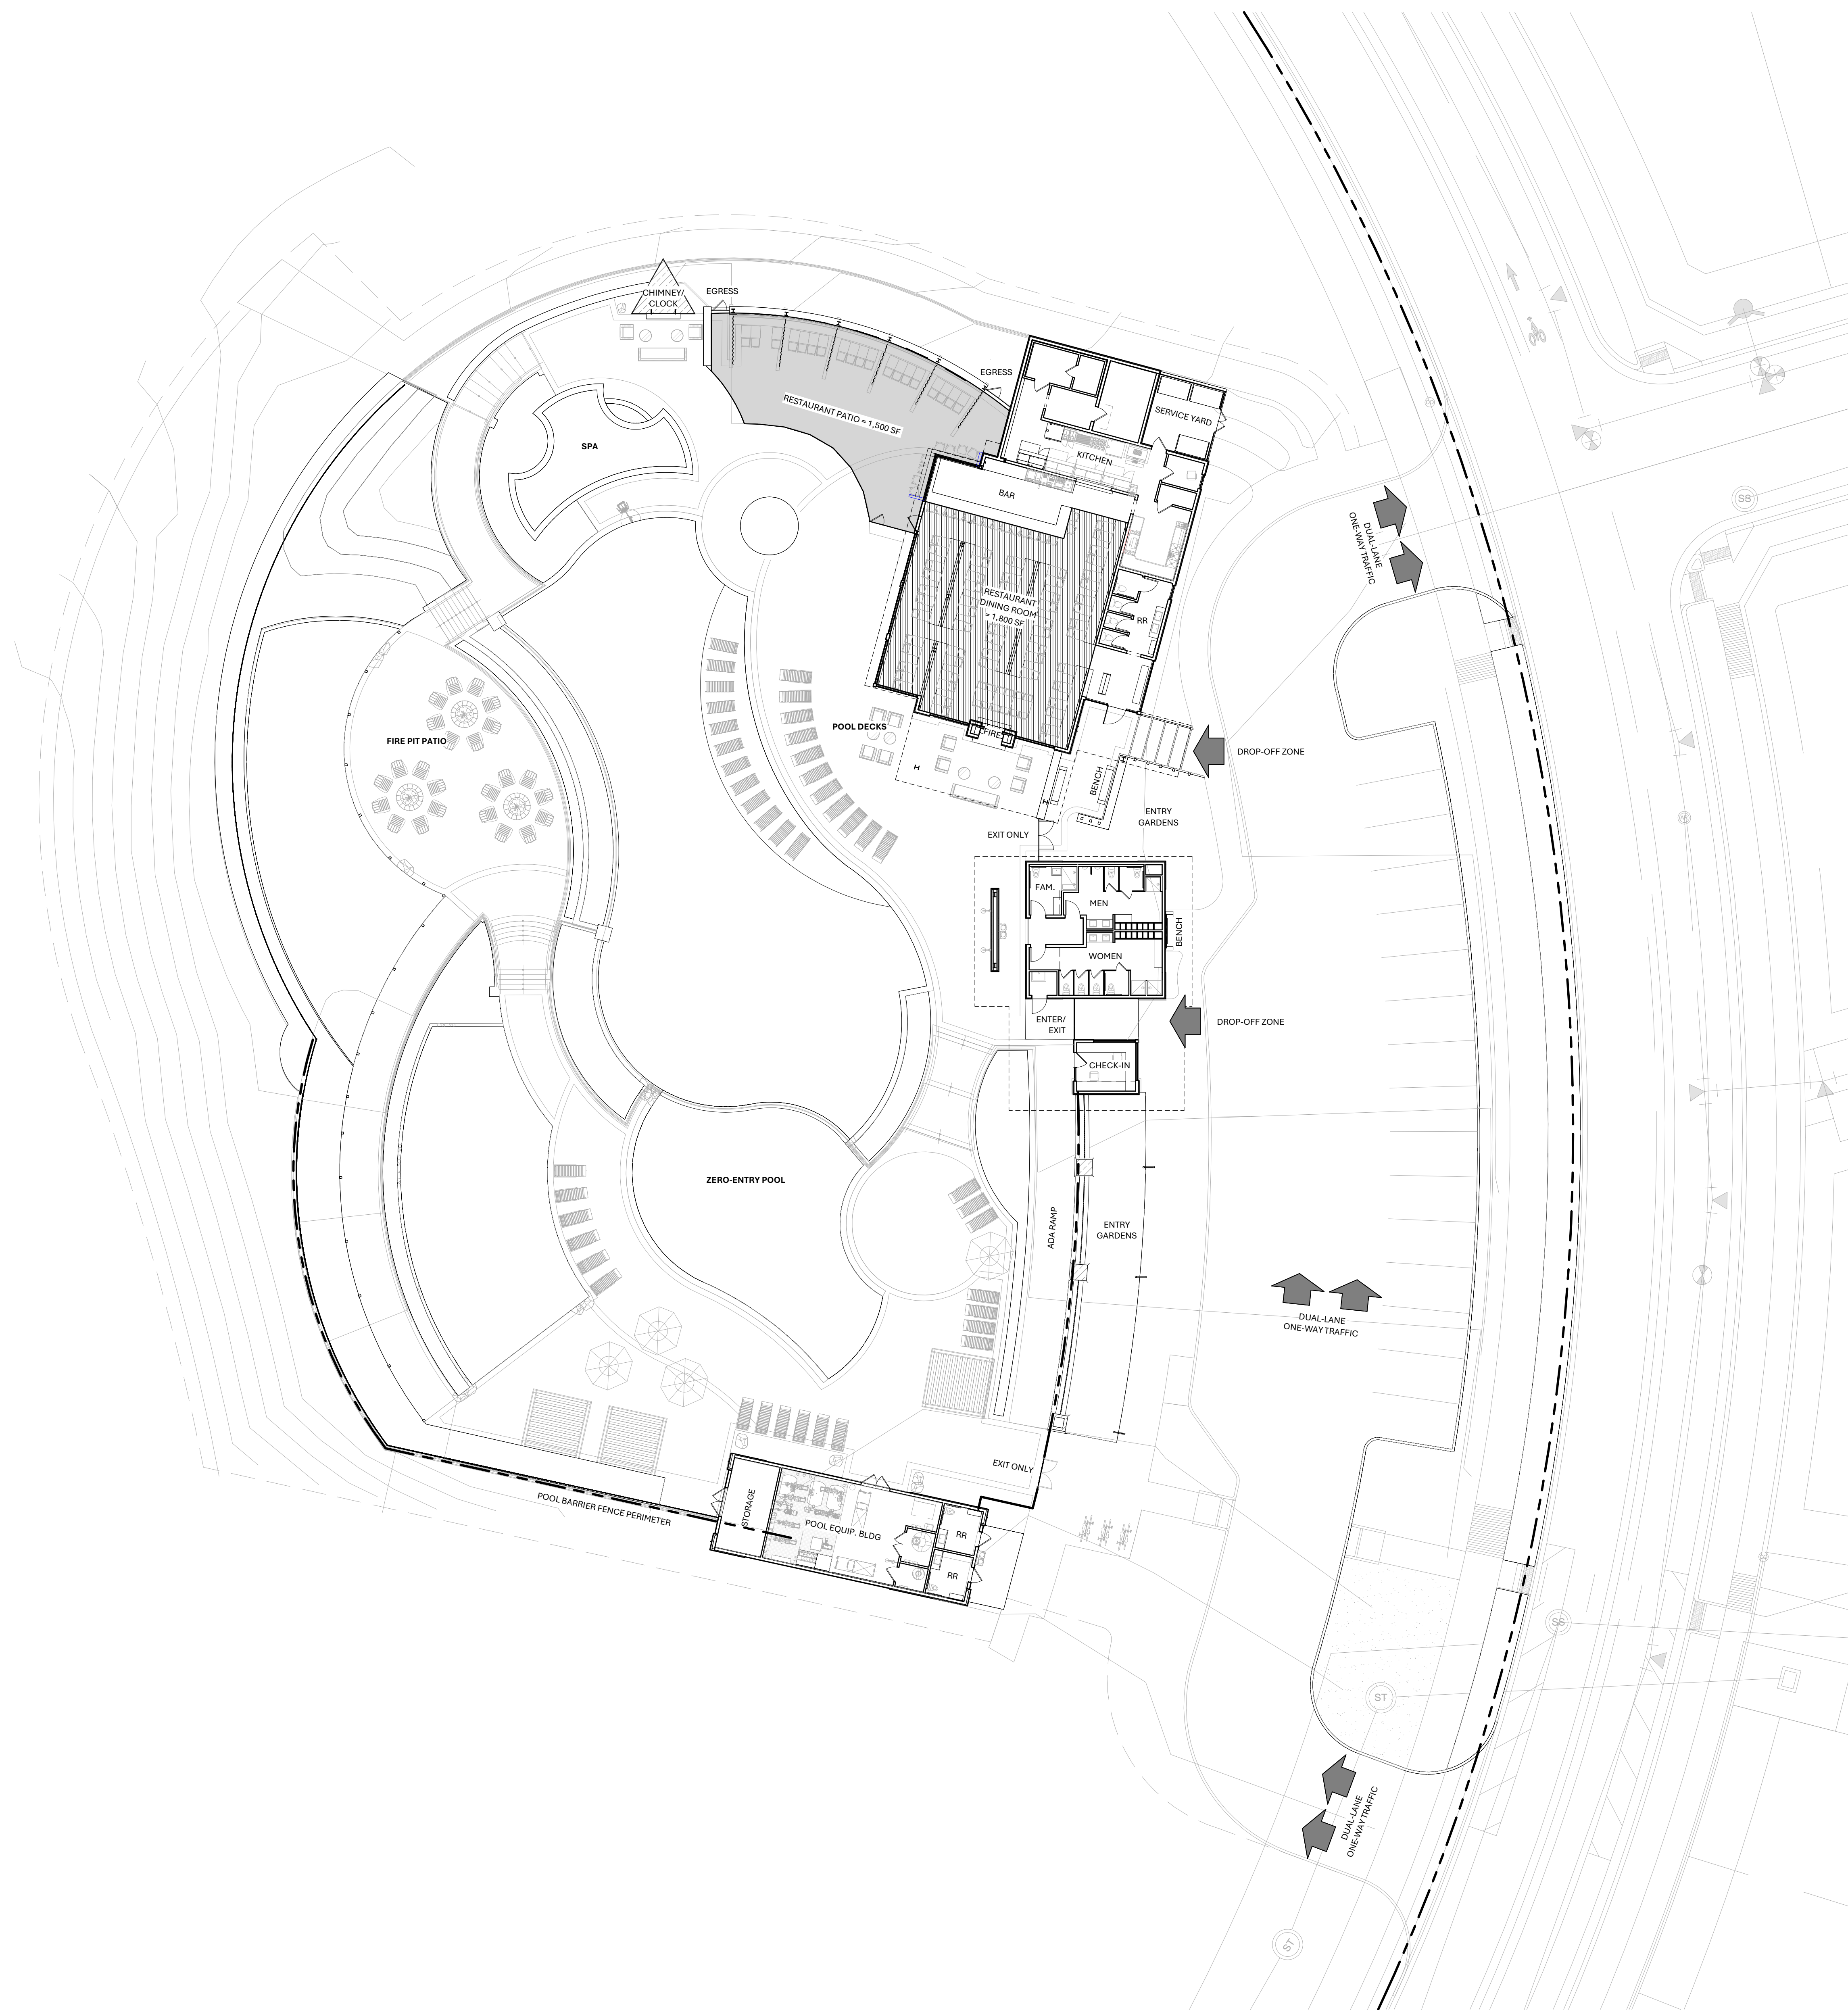 CHIMNEY/
CLOCK
EGRESS
EGRESS
RESTAURANT PATIO = 1,500 SF
SERVICE YARD
KITCHEN
BAR
SPA
SS
DUAL-LANE
ONE-WAY TRAFFIC
RESTAURANT
DINING ROOM
= 1,800 SF
RR
POOL DECKS
FIRE
FIRE PIT PATIO
DROP-OFF ZONE
BENCH
ENTRY
GARDENS
EXIT ONLY
FAM.
MEN
BENCH
WOMEN
ENTER/
EXIT
DROP-OFF ZONE
CHECK-IN
ZERO-ENTRY POOL
ADA RAMP
ENTRY
GARDENS
DUAL-LANE
ONE-WAY TRAFFIC
EXIT ONLY
POOL BARRIER FENCE PERIMETER
STORAGE
POOL EQUIP. BLDG
RR
RR
SS
ST
DUAL-LANE
ONE-WAY TRAFFIC
ST